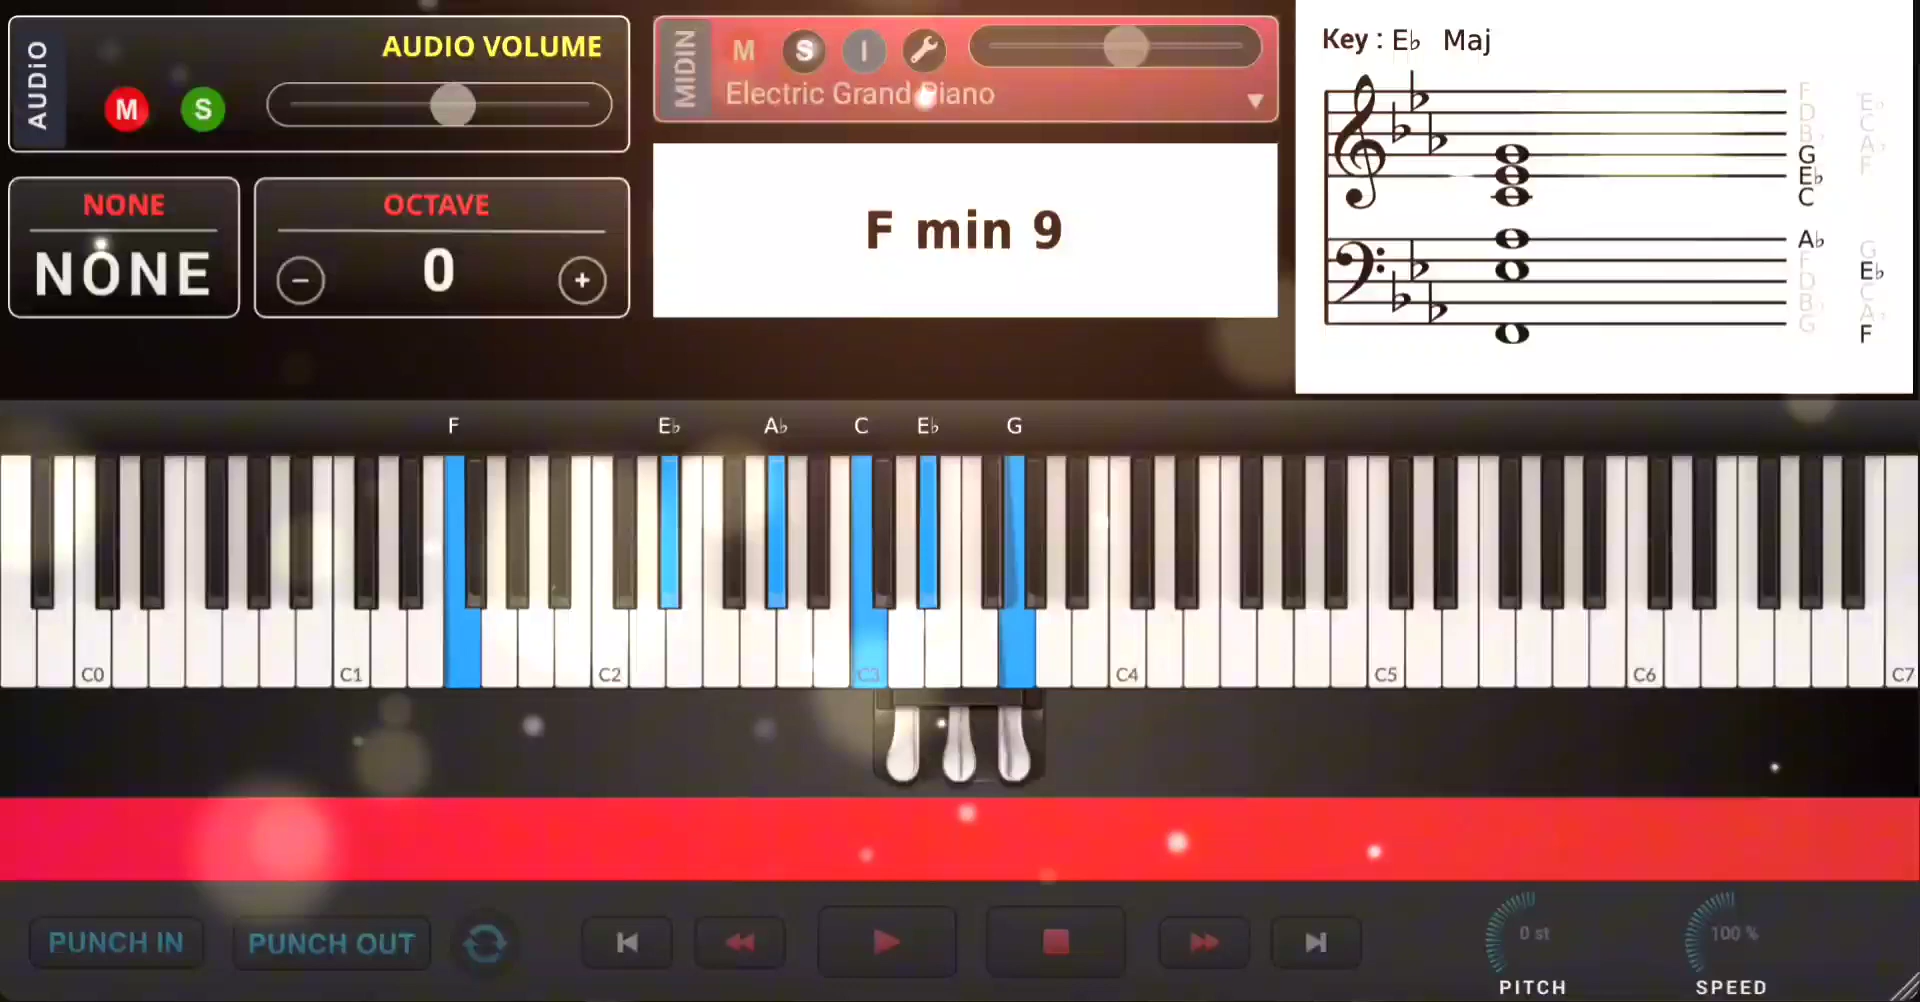 AUDiO
AUDIO VOLUME
M
S
NONE
NONE
OCTAVE
−
0
+
MIDIN
M
S
I
Electric Grand Piano
F min 9
Key : E♭ Maj
F
D
B♭
G
E♭
C
E♭
C
A♭
F
A♭
F
D
B♭
G
G
E♭
C
A♭
F
F E♭ A♭ C E♭ G
C0 C1 C2 C3 C4 C5 C6 C7
PUNCH IN
PUNCH OUT
0 st
PITCH
100 %
SPEED